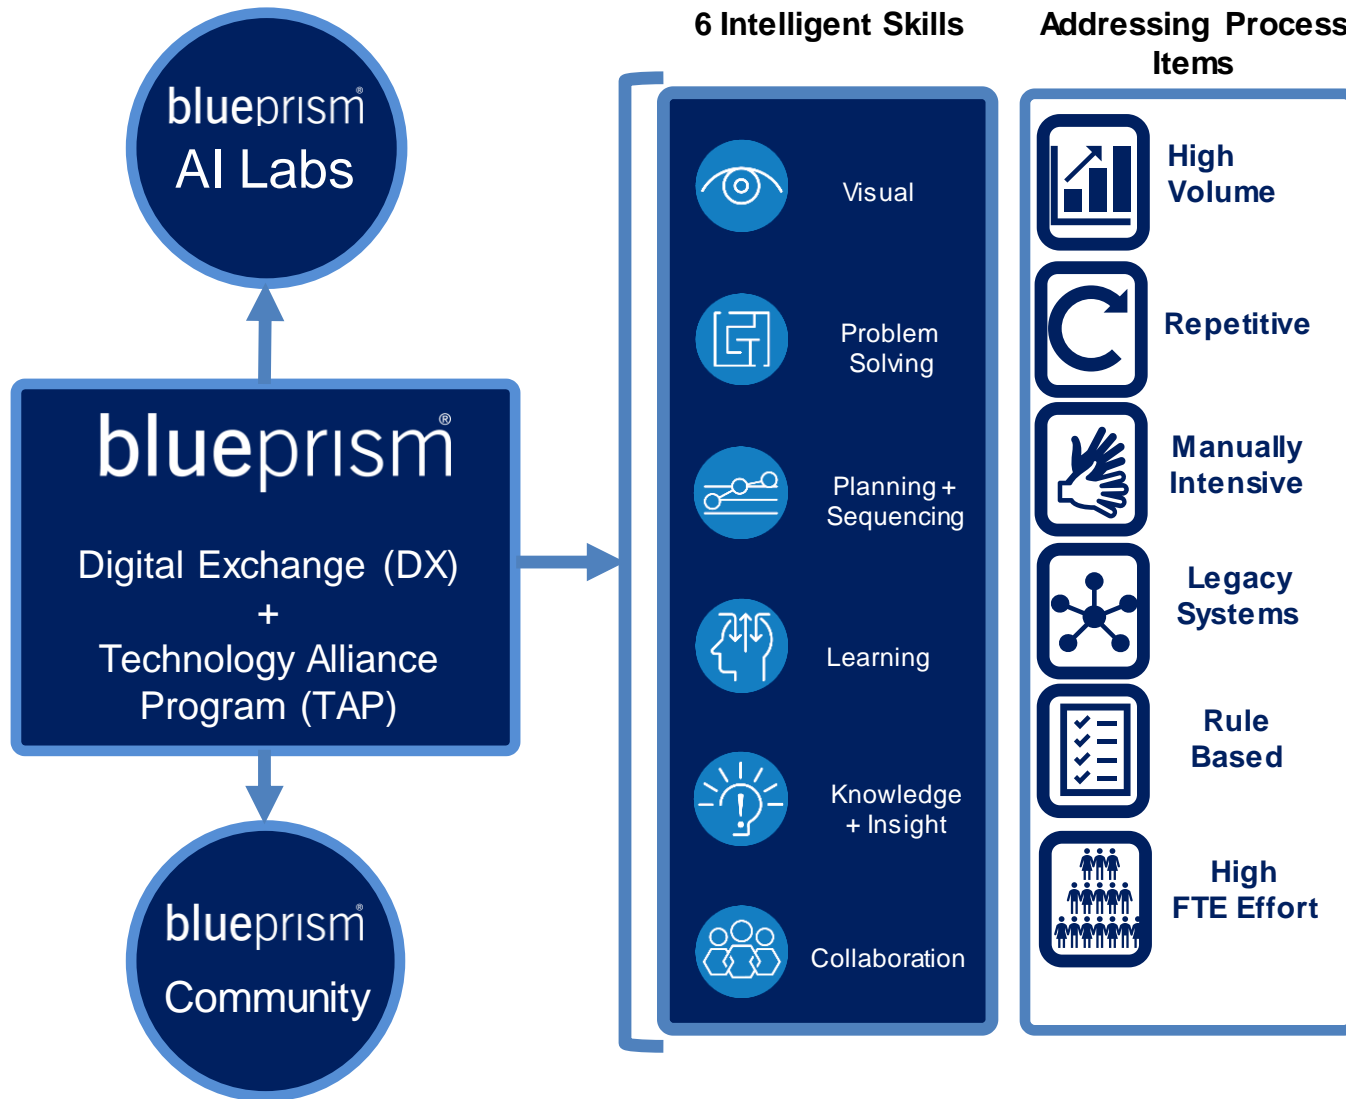 blueprism
AI Labs
blueprism®
Digital Exchange (DX)
+
Technology Alliance
Program (TAP)
blueprism®
Community
6 Intelligent Skills
Visual
Problem
Solving
Planning +
Sequencing
Learning
Knowledge
+ Insight
Collaboration
Addressing Process
Items
High
Volume
Repetitive
Manually
Intensive
Legacy
Systems
Rule
Based
High
FTE Effort